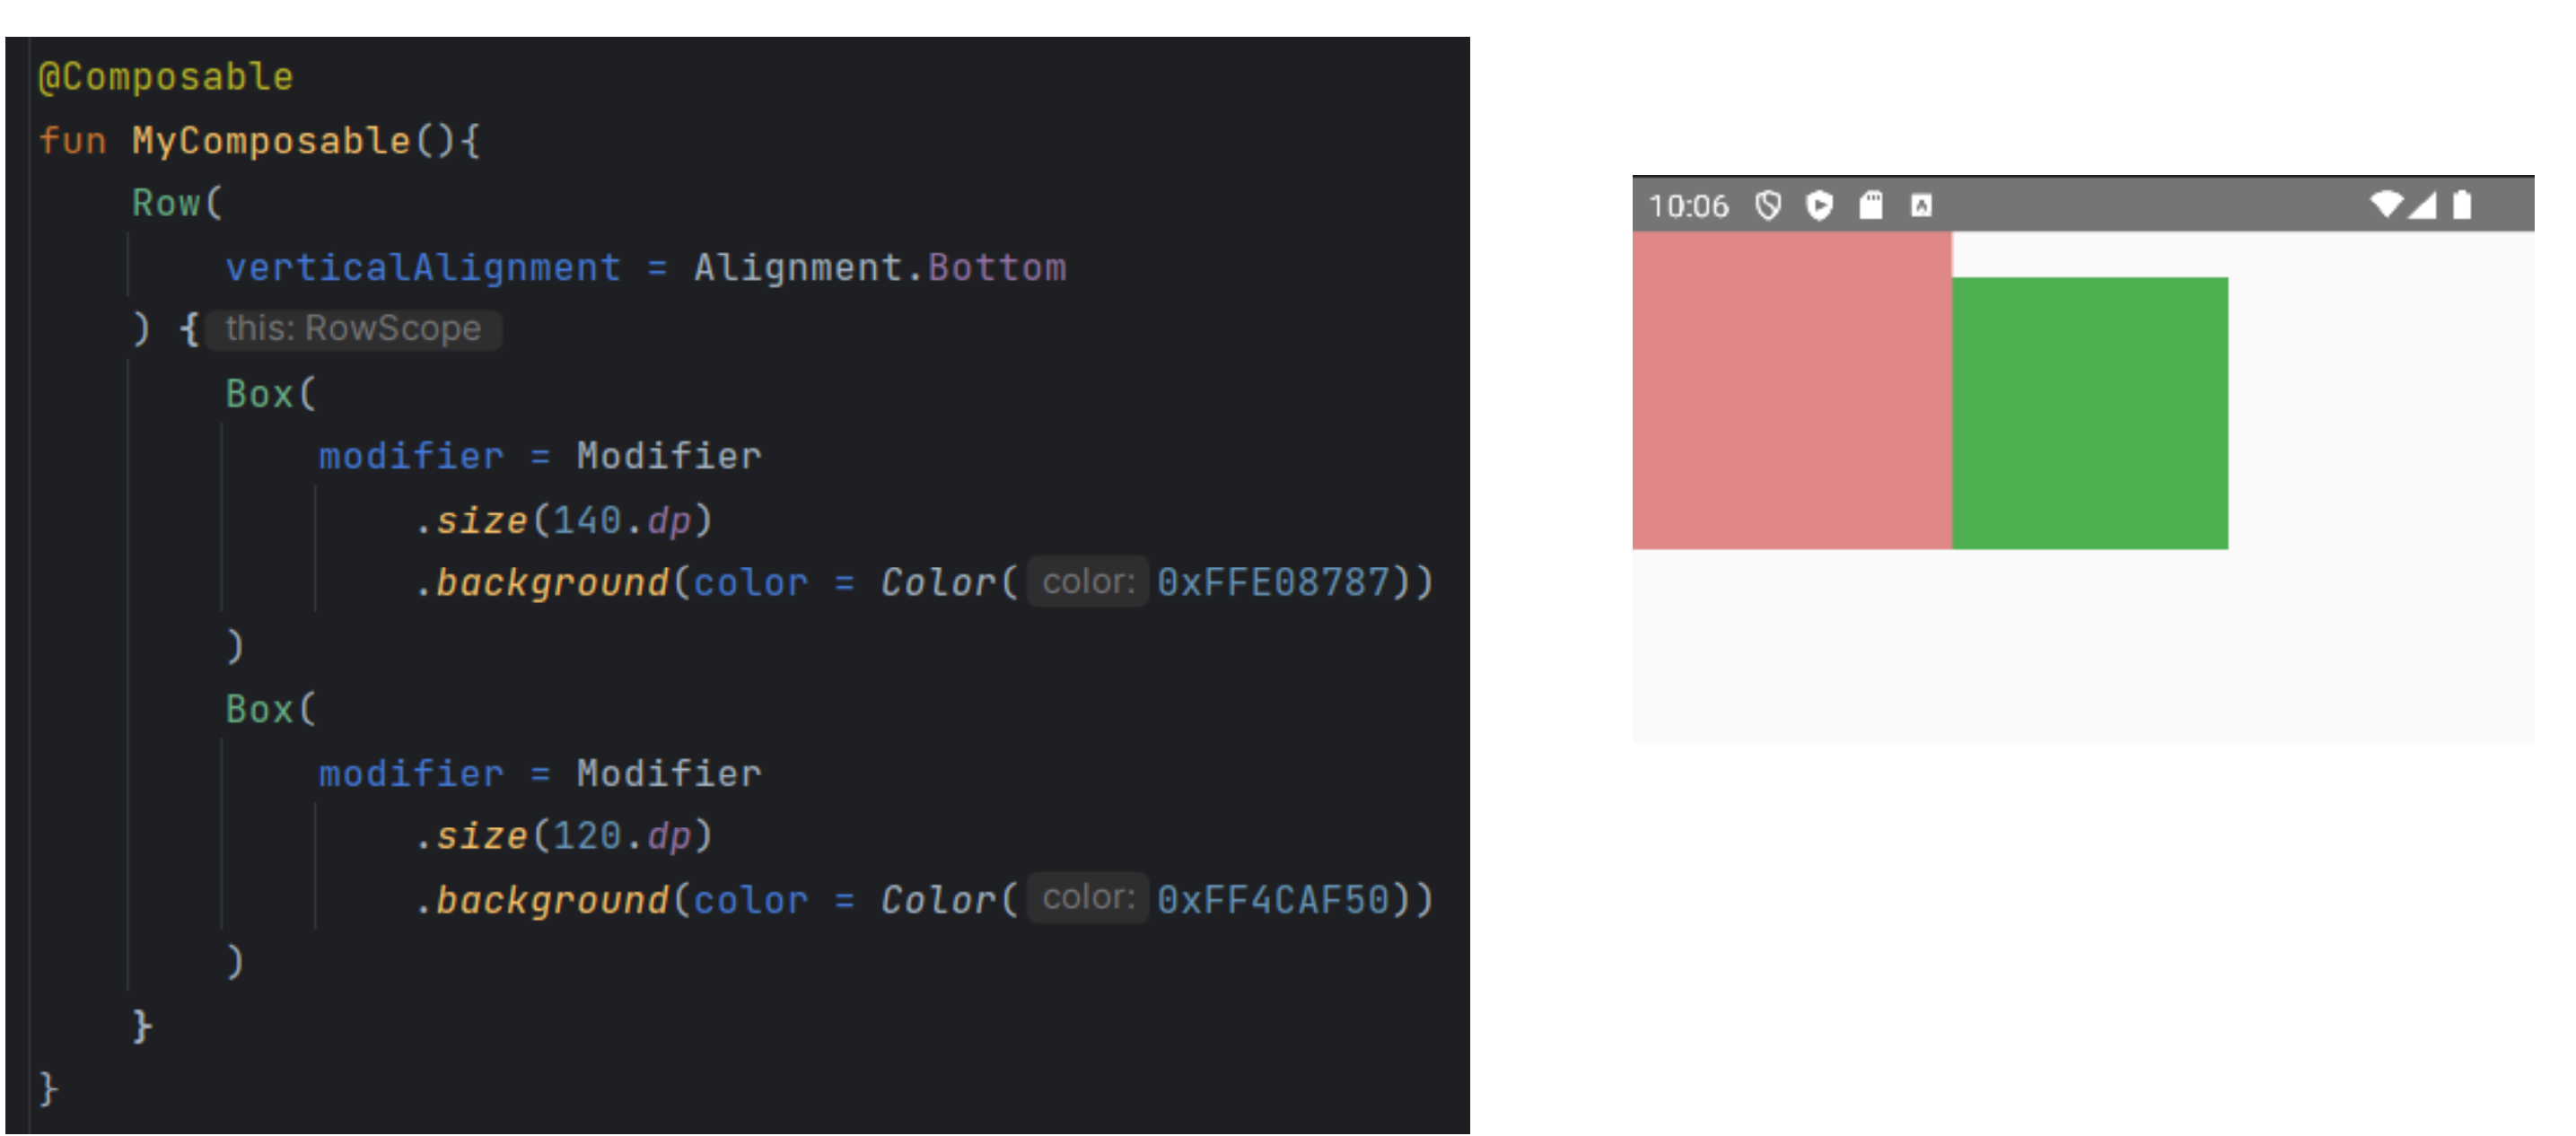 @Composable
fun MyComposable(){
    Row(
        verticalAlignment = Alignment.Bottom
    ) { this: RowScope
        Box(
            modifier = Modifier
                .size(140.dp)
                .background(color = Color( color: 0xFFE08787))
        )
        Box(
            modifier = Modifier
                .size(120.dp)
                .background(color = Color( color: 0xFF4CAF50))
        )
    }
}
10:06
A